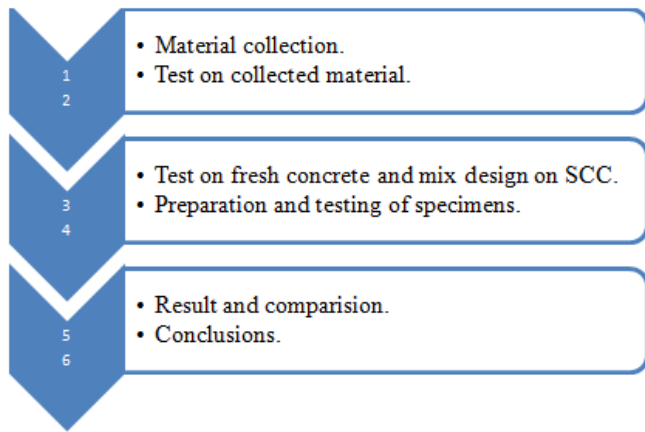 1
2
• Material collection.
• Test on collected material.
3
4
• Test on fresh concrete and mix design on SCC.
• Preparation and testing of specimens.
5
6
• Result and comparision.
• Conclusions.